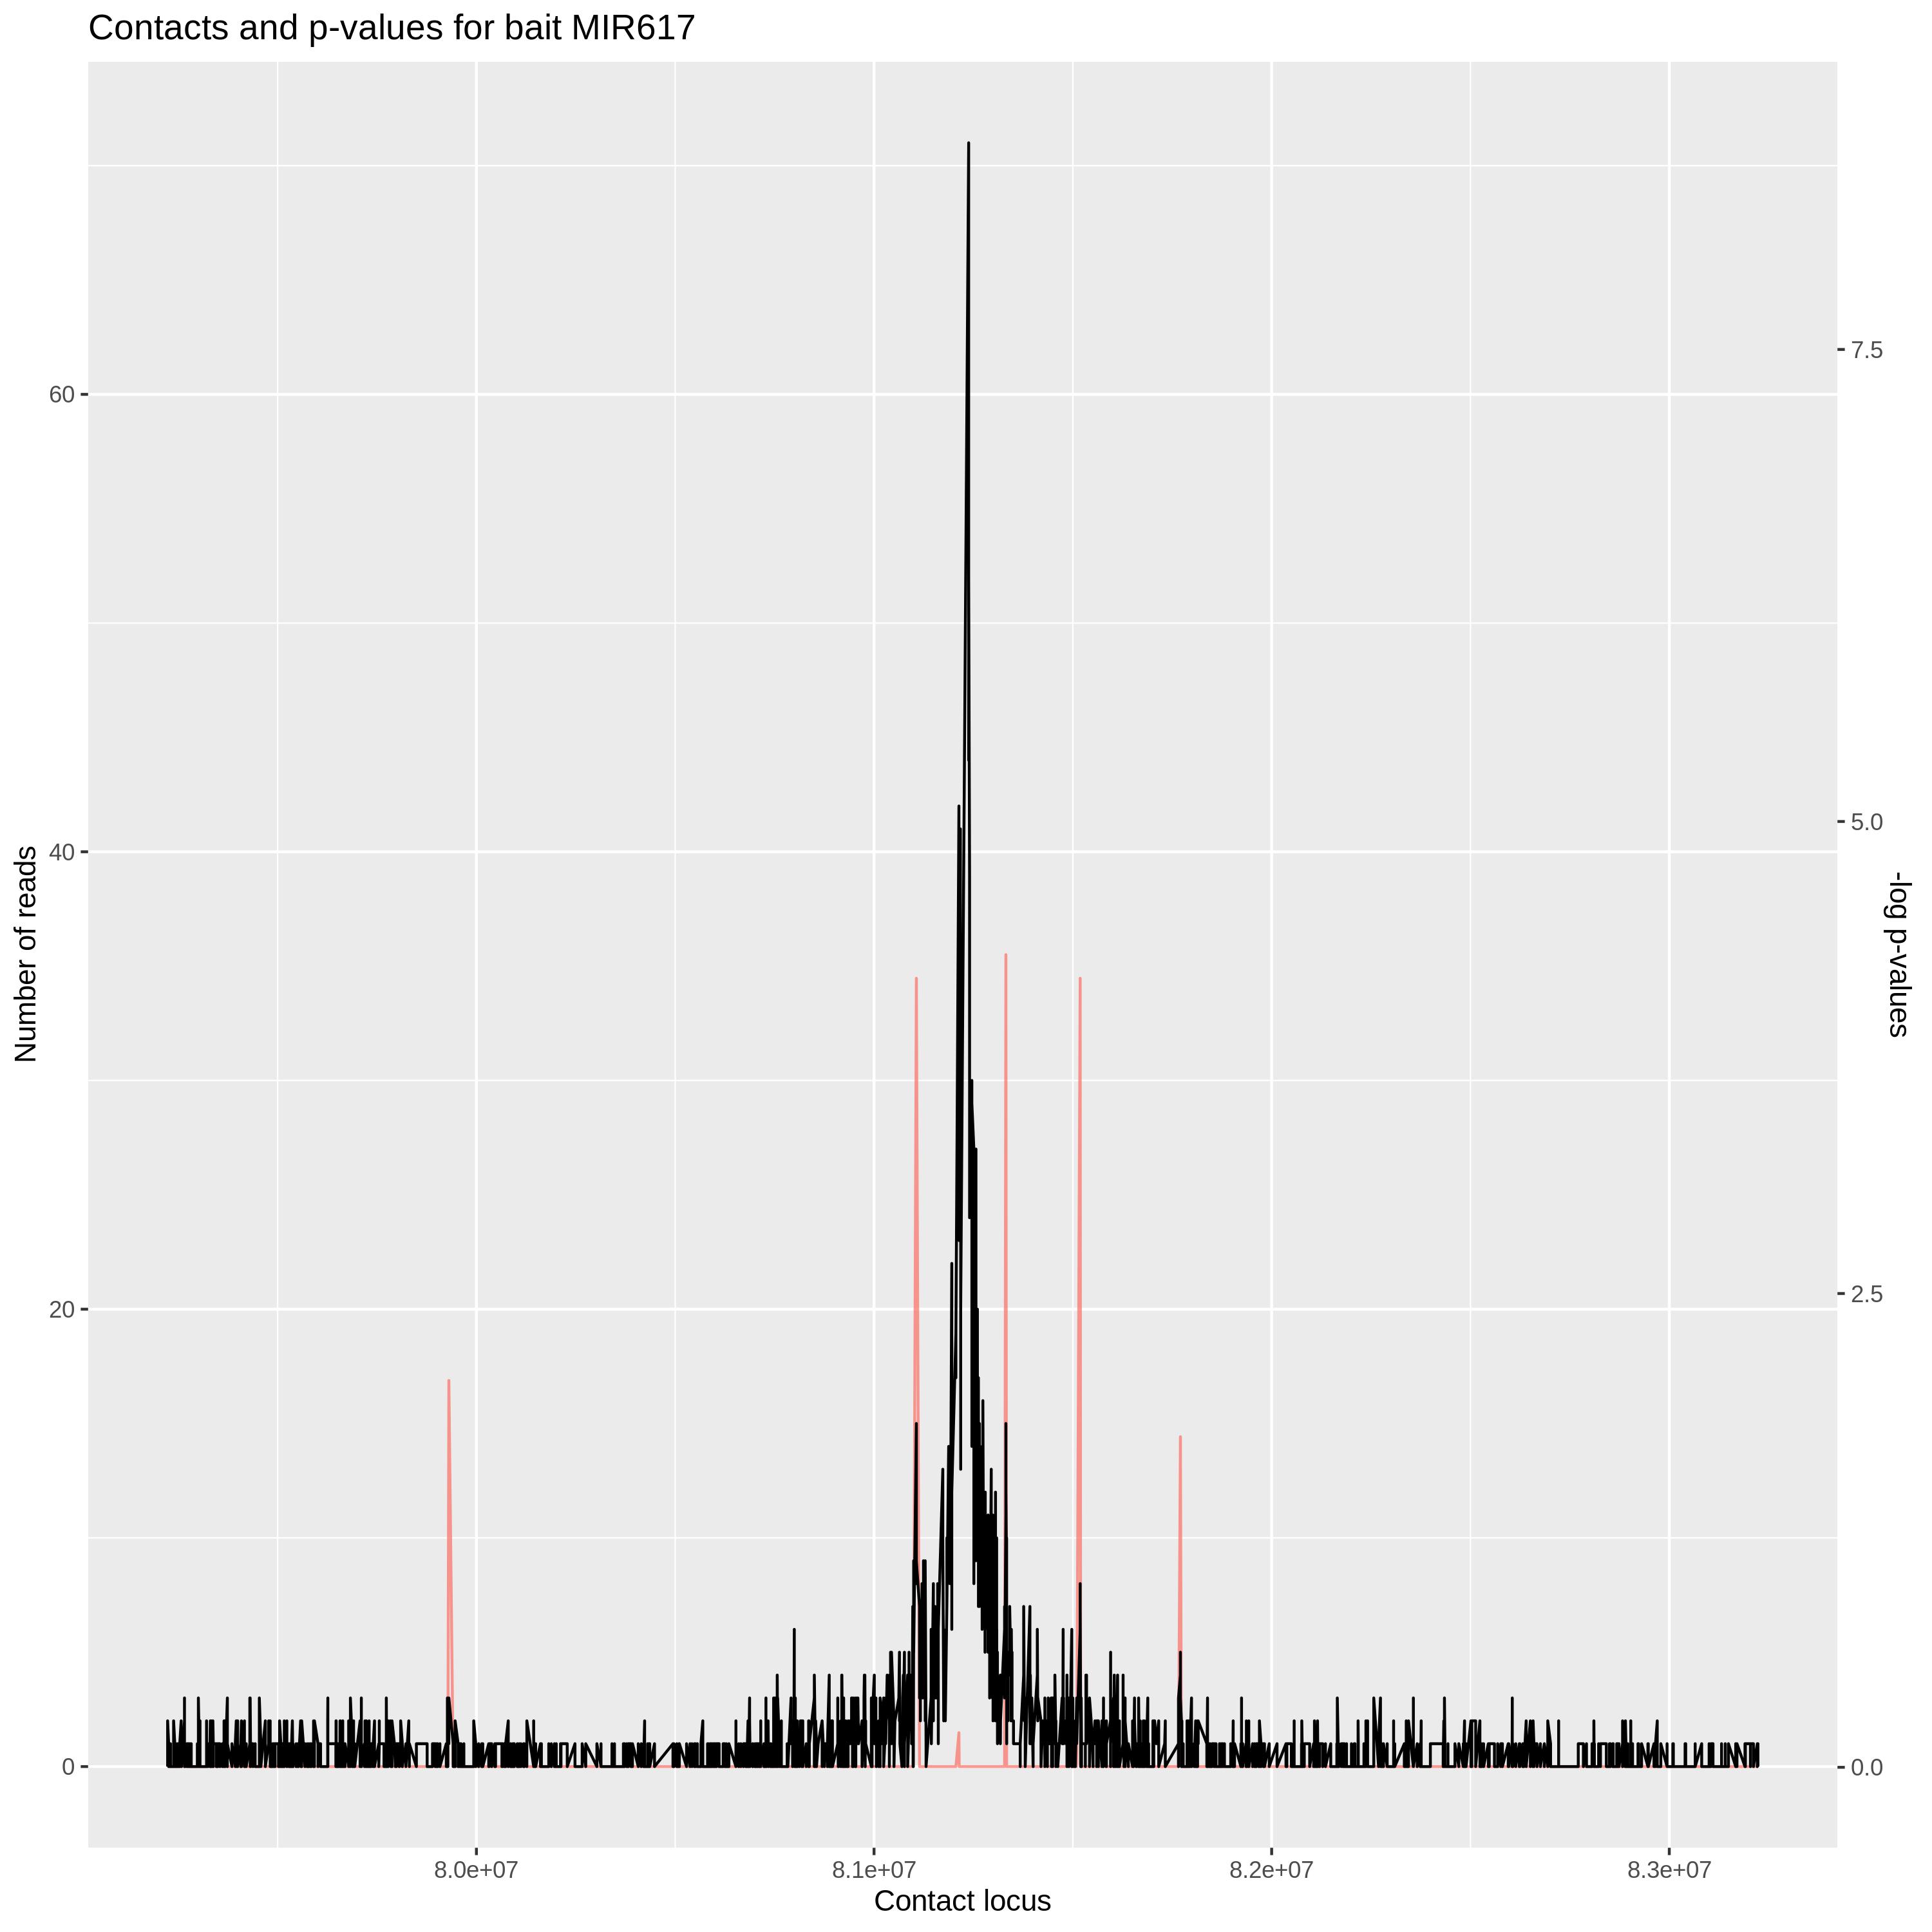 Contacts and p-values for bait MIR617
Number of reads
60
40
20
0
7.5
5.0
2.5
0.0
-log p-values
8.0e+07 8.1e+07 8.2e+07 8.3e+07
Contact locus